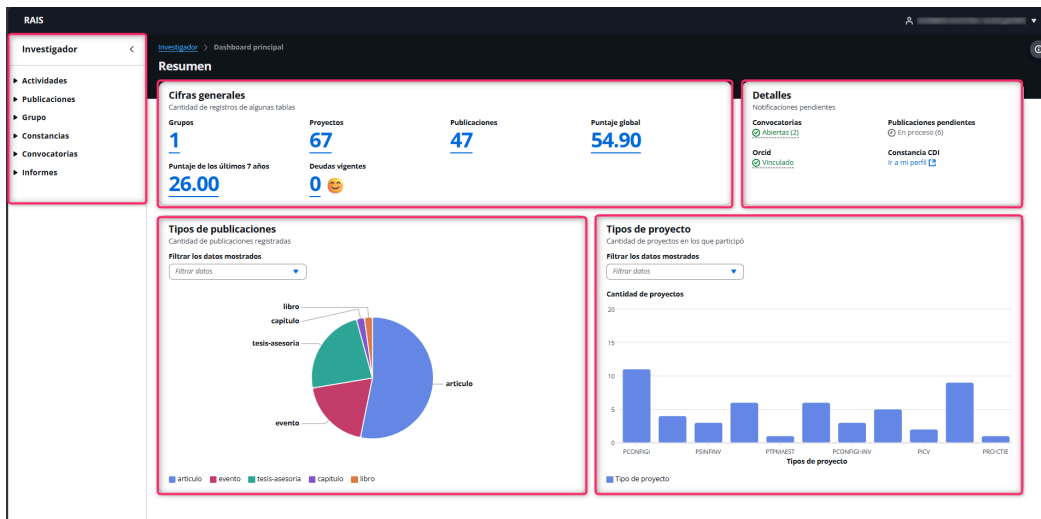 RAIS
Investigador
Actividades
Publicaciones
Grupo
Constancias
Convocatorias
Informes
Investigador > Dashboard principal
Resumen
Cifras generales
Cantidad de registros de algunas tablas
Grupos Proyectos Publicaciones Puntaje global
1 67 47 54.90
Puntaje de los últimos 7 años Deudas vigentes
26.00 0
Detalles
Notificaciones pendientes
Convocatorias Publicaciones pendientes
Abiertas (2) En proceso (6)
Orcid Constancia CDI
Vinculado Ir a mi perfil
Tipos de publicaciones
Cantidad de publicaciones registradas
Filtrar los datos mostrados
Filtrar datos
libro
capitulo
tesis-asesoria
articulo
evento
articulo evento tesis-asesoria capitulo libro
Tipos de proyecto
Cantidad de proyectos en los que participó
Filtrar los datos mostrados
Filtrar datos
Cantidad de proyectos
20
15
10
5
0
PCONFIGI PSINFINV PTPMAEST PCONFIGI-INV PICV PRO-CTIE
Tipos de proyecto
Tipo de proyecto